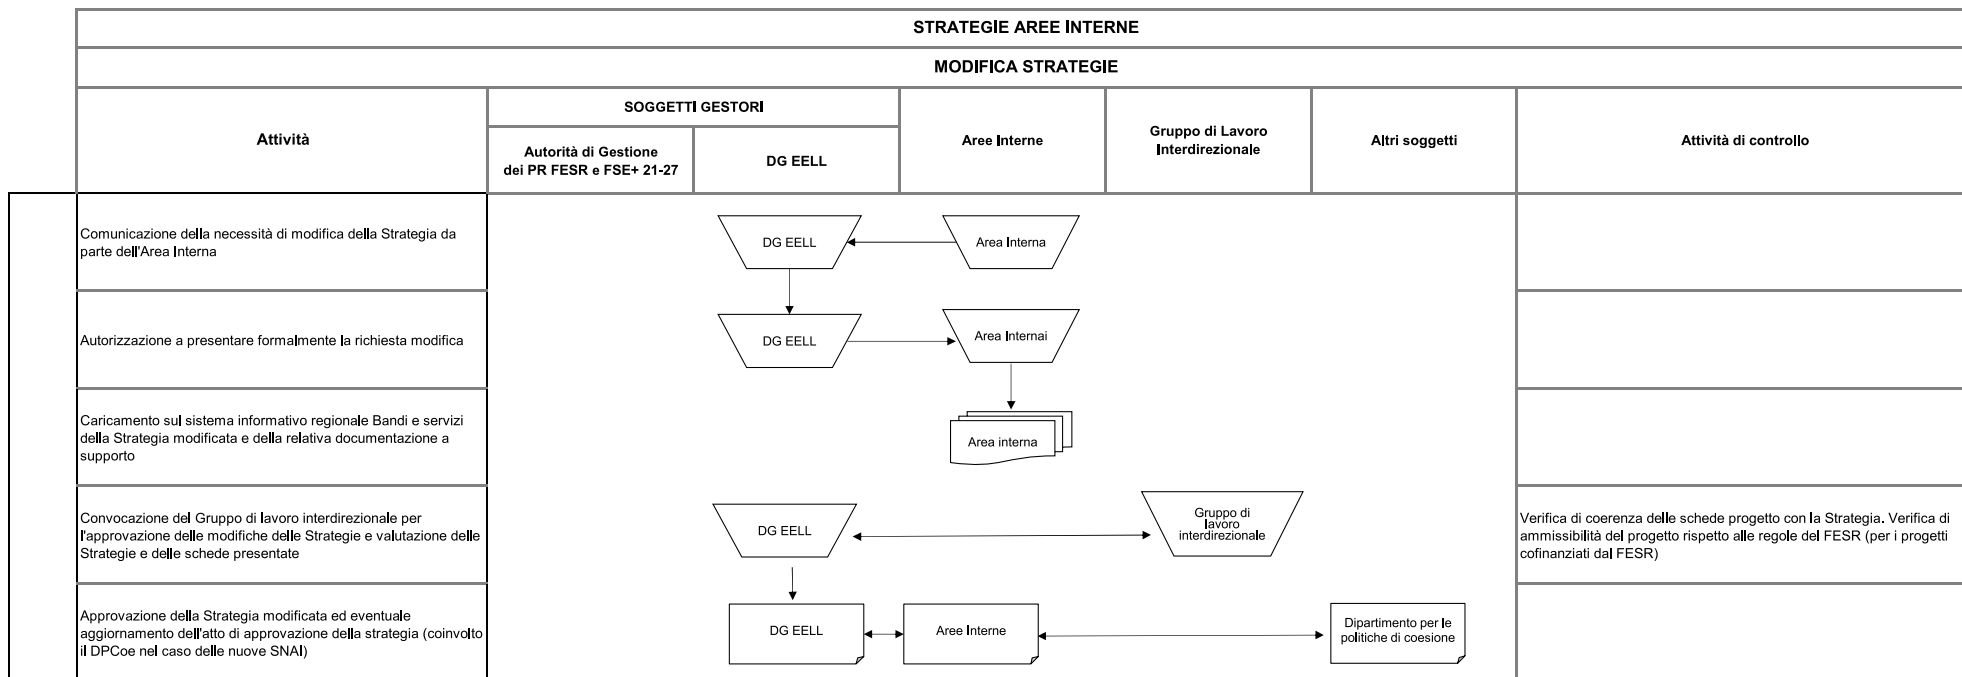 STRATEGIE AREE INTERNE
MODIFICA STRATEGIE
Attività
SOGGETTI GESTORI
Autorità di Gestione
dei PR FESR e FSE+ 21-27
DG EELL
Aree Interne
Gruppo di Lavoro
Interdirezionale
Altri soggetti
Attività di controllo
Comunicazione della necessità di modifica della Strategia da
parte dell'Area Interna
DG EELL
Area Interna
Autorizzazione a presentare formalmente la richiesta modifica
DG EELL
Area Internai
Caricamento sul sistema informativo regionale Bandi e servizi
della Strategia modificata e della relativa documentazione a
supporto
Area interna
Convocazione del Gruppo di lavoro interdirezionale per
l'approvazione delle modifiche delle Strategie e valutazione delle
Strategie e delle schede presentate
DG EELL
Gruppo di
lavoro
interdirezionale
Verifica di coerenza delle schede progetto con la Strategia. Verifica di
ammissibilità del progetto rispetto alle regole del FESR (per i progetti
cofinanziati dal FESR)
Approvazione della Strategia modificata ed eventuale
aggiornamento dell'atto di approvazione della strategia (coinvolto
il DPCoe nel caso delle nuove SNAI)
DG EELL
Aree Interne
Dipartimento per le
politiche di coesione